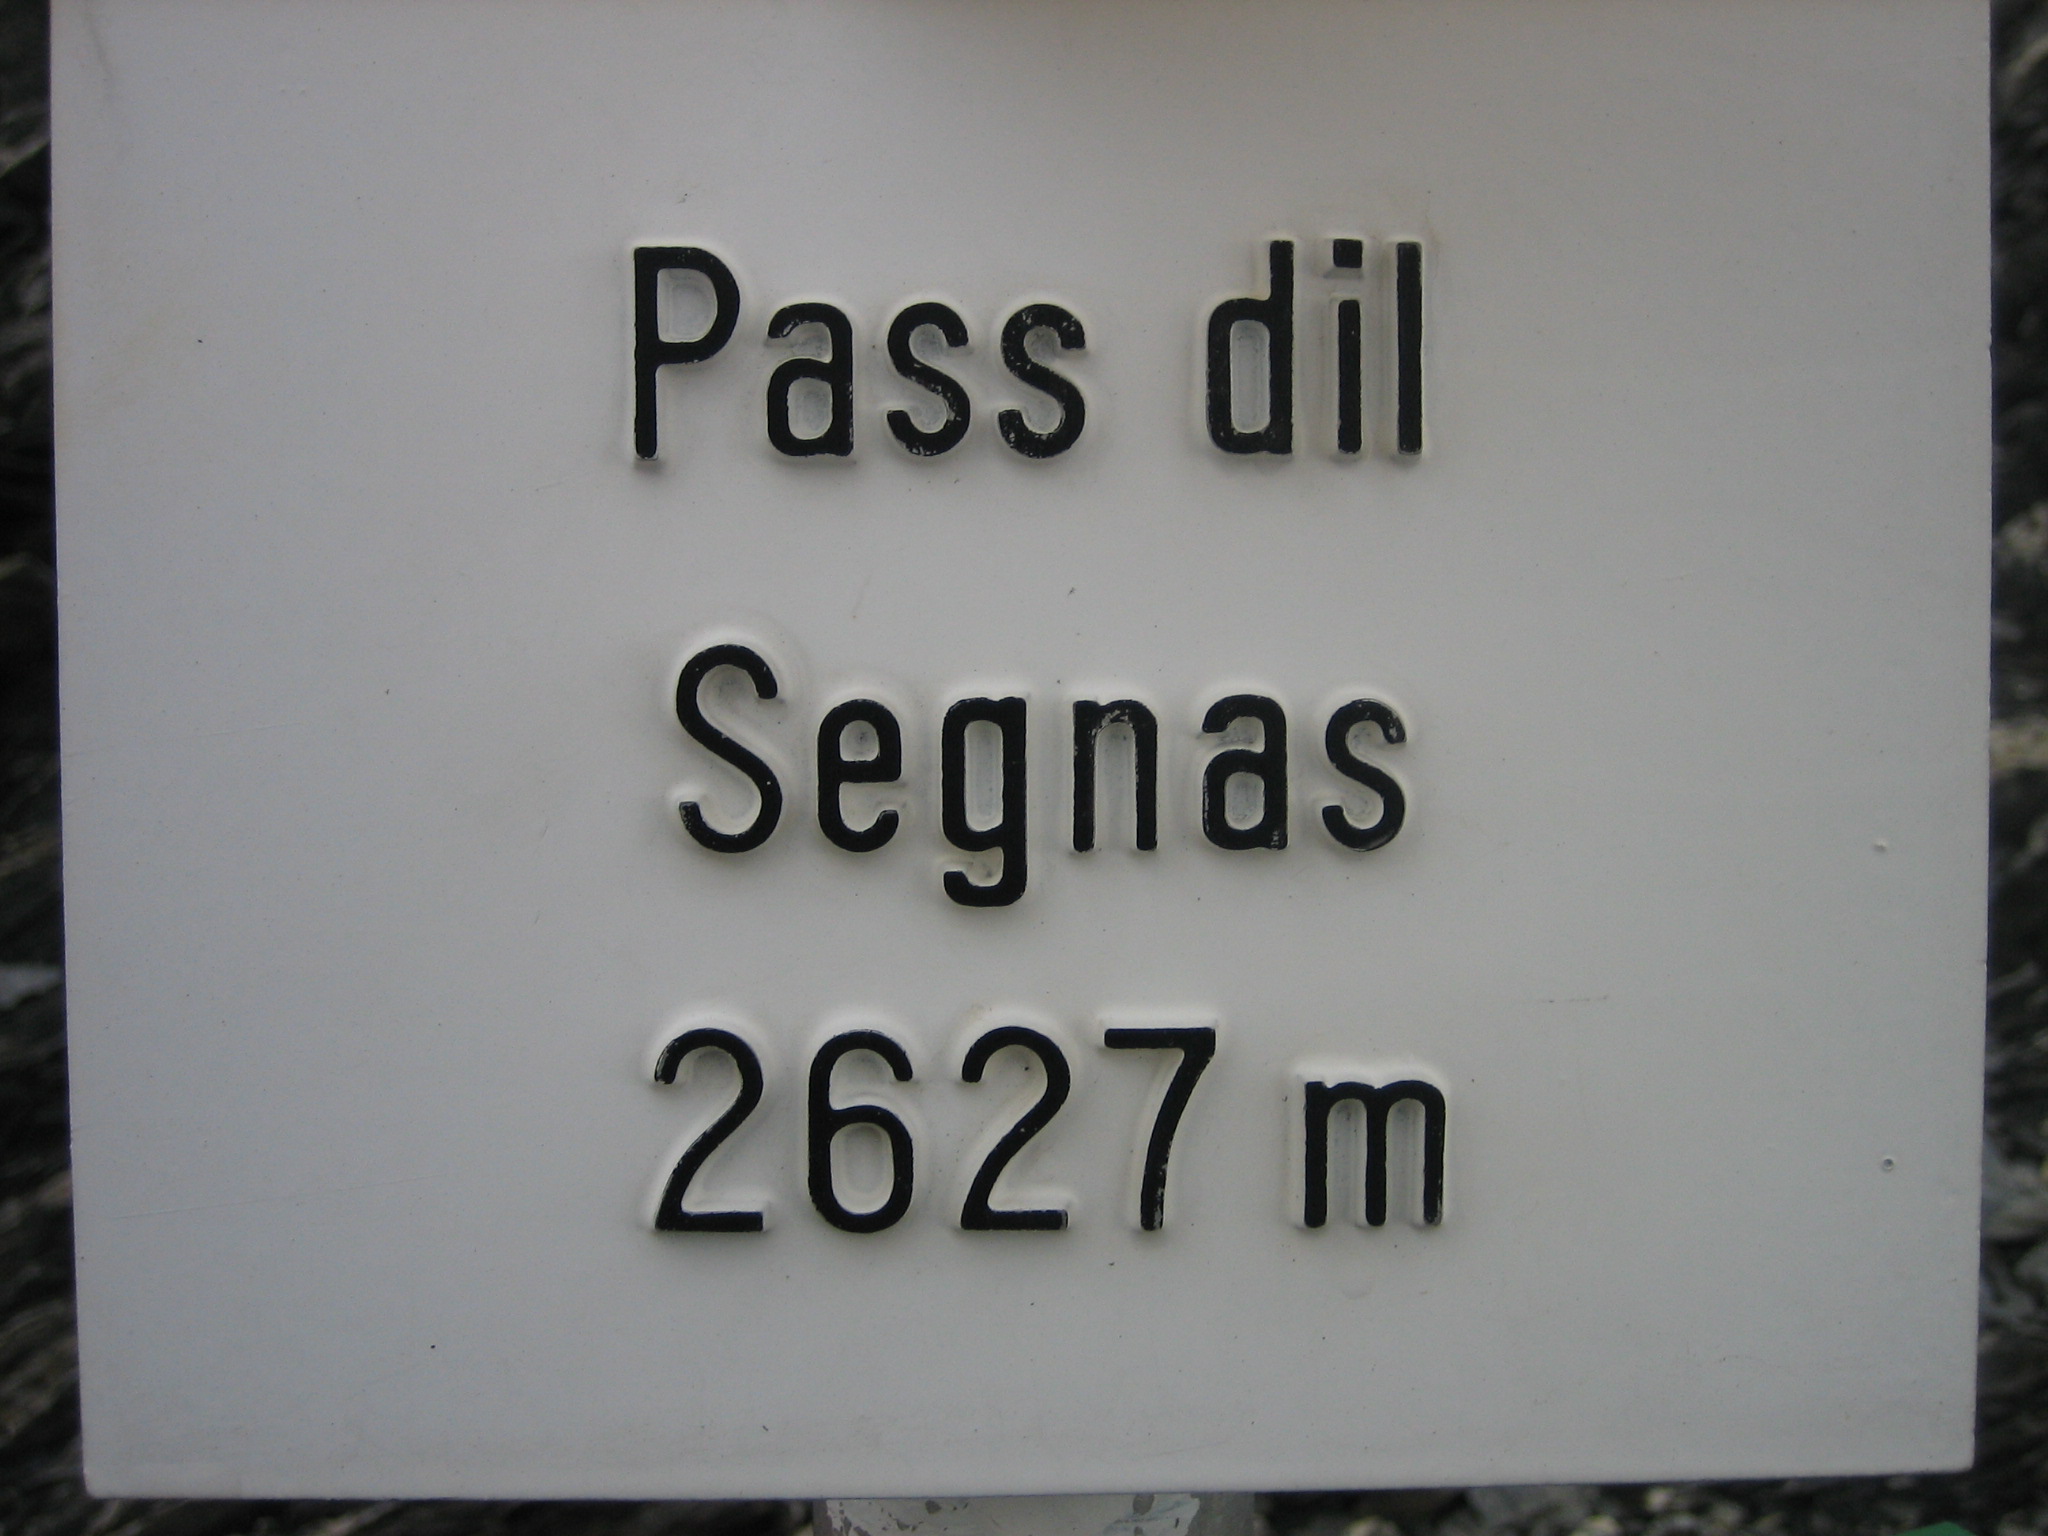 Pass dil
Segnas
2627 m